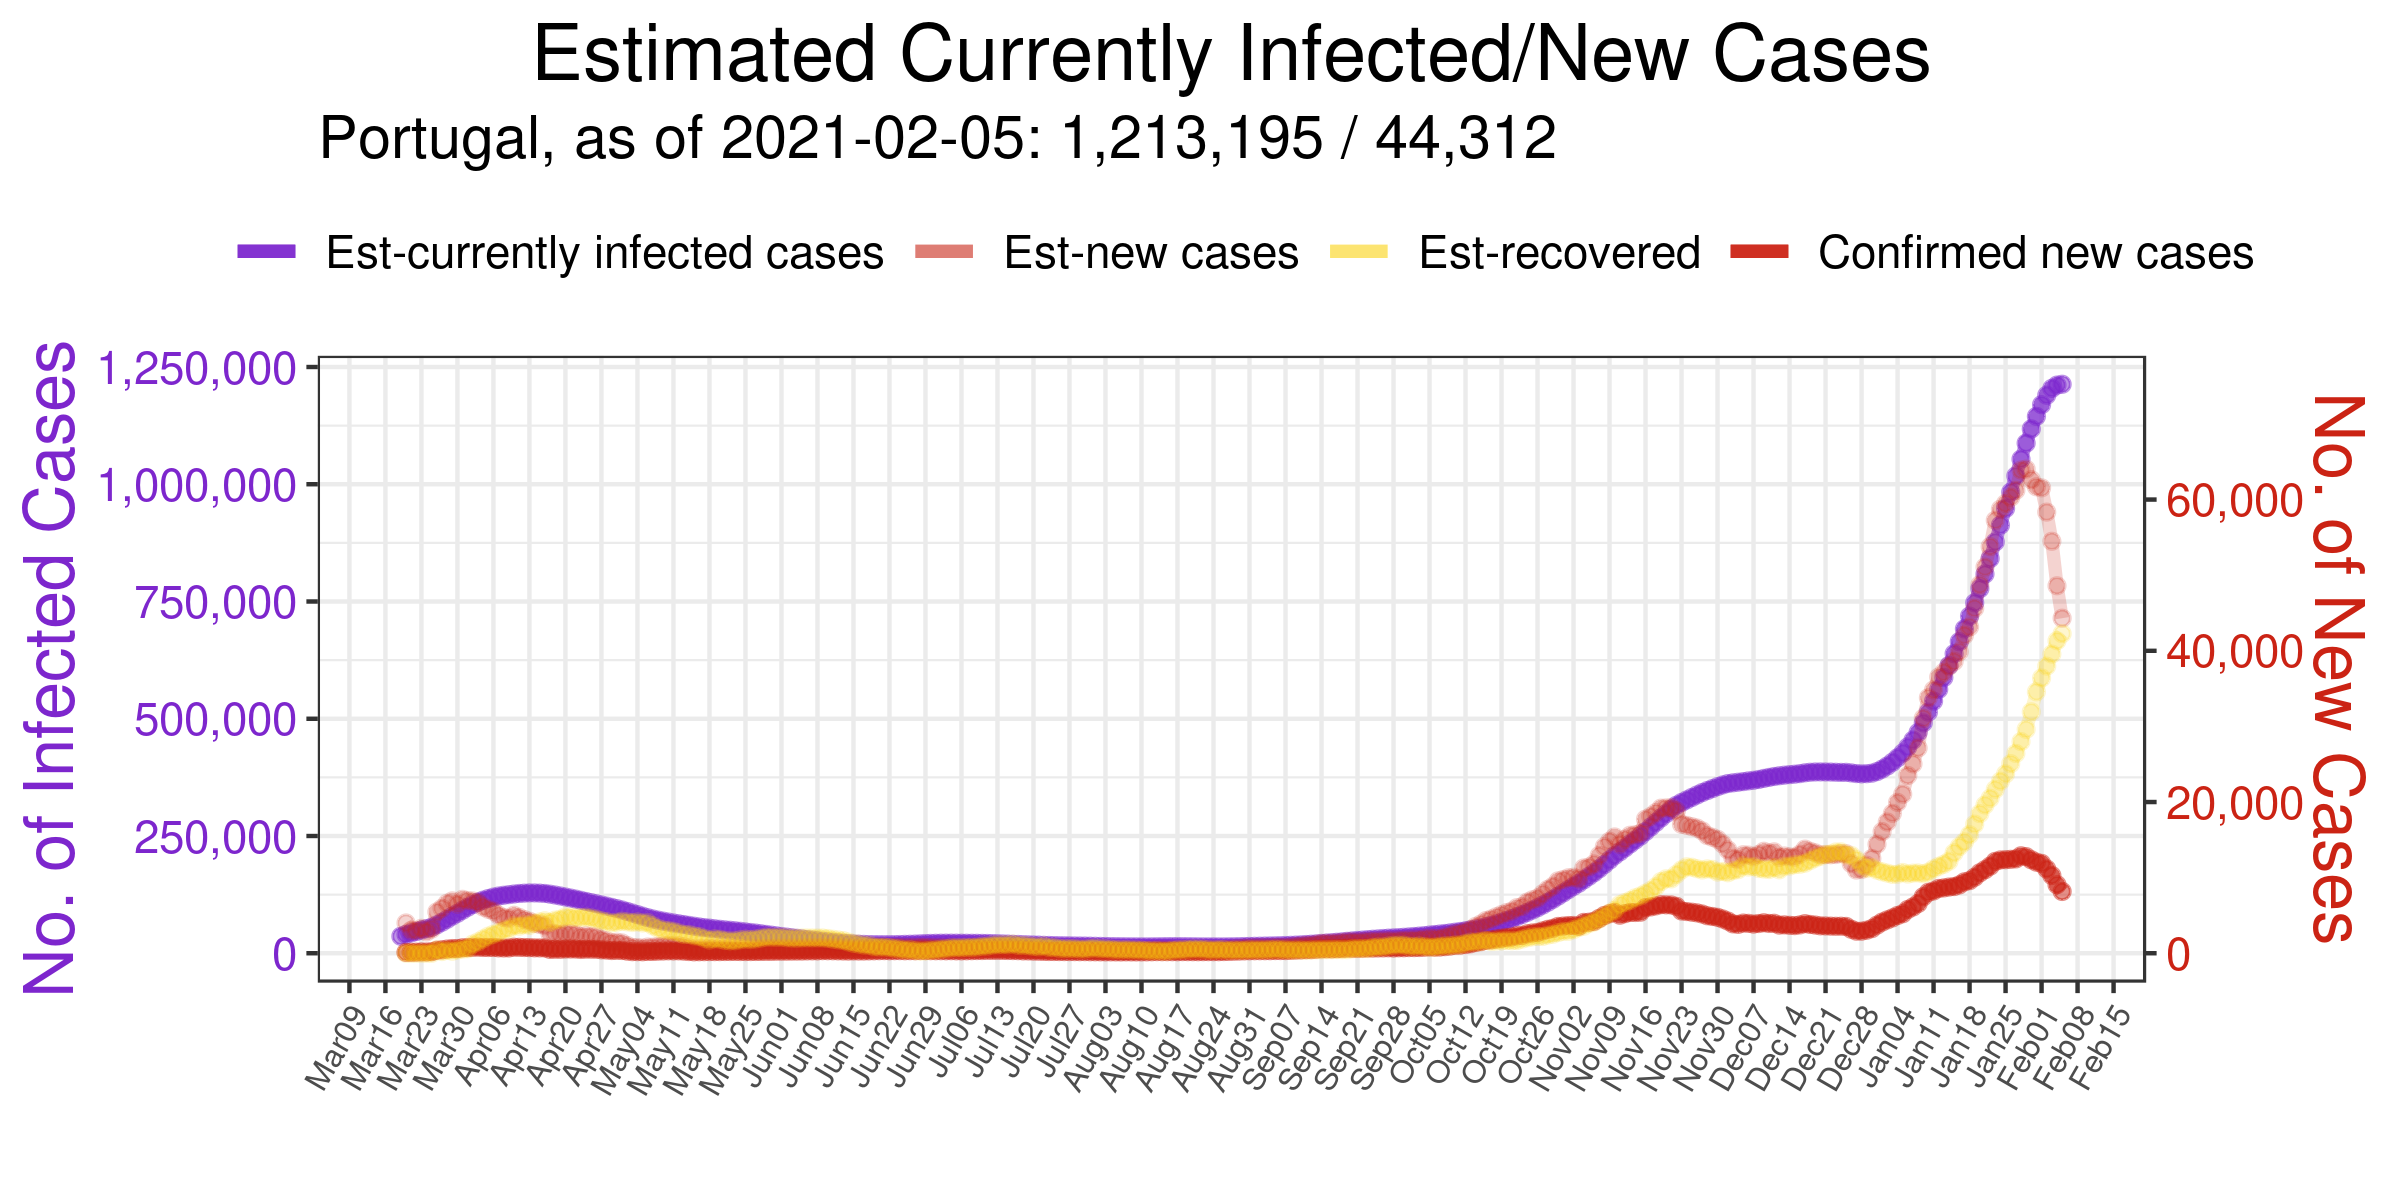 Estimated Currently Infected/New Cases
Portugal, as of 2021-02-05: 1,213,195 / 44,312
Est-currently infected cases Est-new cases Est-recovered Confirmed new cases
No. of Infected Cases
1,250,000
1,000,000
750,000
500,000
250,000
0
No. of New Cases
60,000
40,000
20,000
0
Mar09 Mar16 Mar23 Mar30 Apr06 Apr13 Apr20 Apr27 May04 May11 May18 May25 Jun01 Jun08 Jun15 Jun22 Jun29 Jul06 Jul13 Jul20 Jul27 Aug03 Aug10 Aug17 Aug24 Aug31 Sep07 Sep14 Sep21 Sep28 Oct05 Oct12 Oct19 Oct26 Nov02 Nov09 Nov16 Nov23 Nov30 Dec07 Dec14 Dec21 Dec28 Jan04 Jan11 Jan18 Jan25 Feb01 Feb08 Feb15